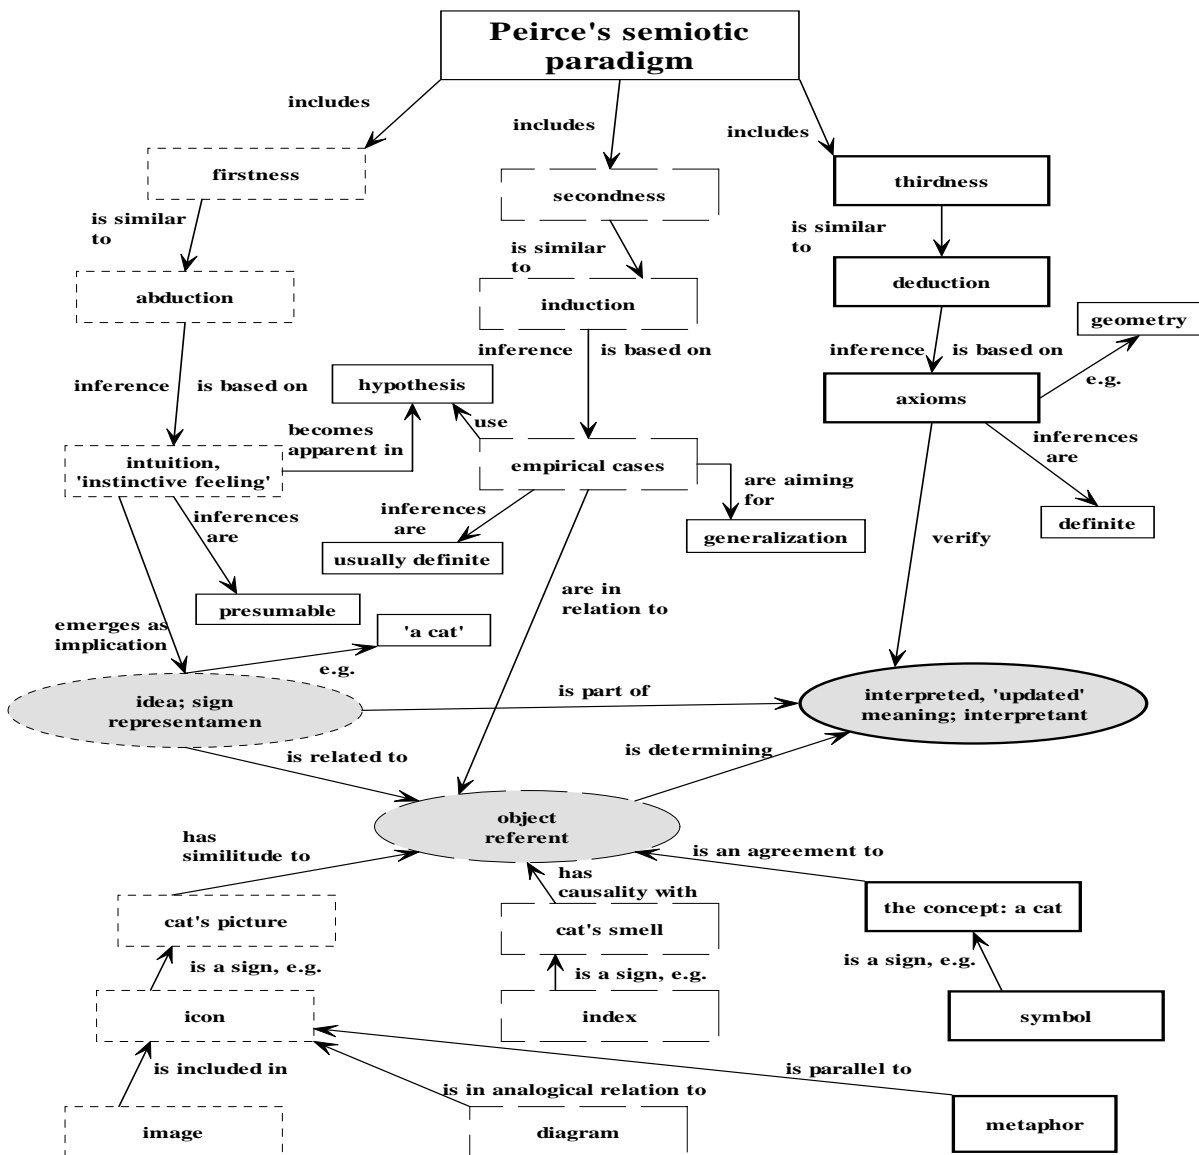 Peirce's semiotic
paradigm
includes
includes
includes
firstness
secondness
thirdness
is similar
to
is similar
to
is similar
to
abduction
induction
deduction
geometry
inference
is based on
inference
is based on
inference
is based on
e.g.
hypothesis
axioms
becomes
apparent in
use
inferences
are
intuition,
'instinctive feeling'
empirical cases
are aiming
for
inferences
are
inferences
are
definite
usually definite
generalization
verify
presumable
are in
relation to
emerges as
implication
'a cat'
e.g.
idea; sign
representamen
is part of
interpreted, 'updated'
meaning; interpretant
is related to
is determining
object
referent
has
similitude to
has
causality with
is an agreement to
cat's picture
cat's smell
the concept: a cat
is a sign, e.g.
is a sign, e.g.
is a sign, e.g.
icon
index
symbol
is included in
is in analogical relation to
is parallel to
image
diagram
metaphor